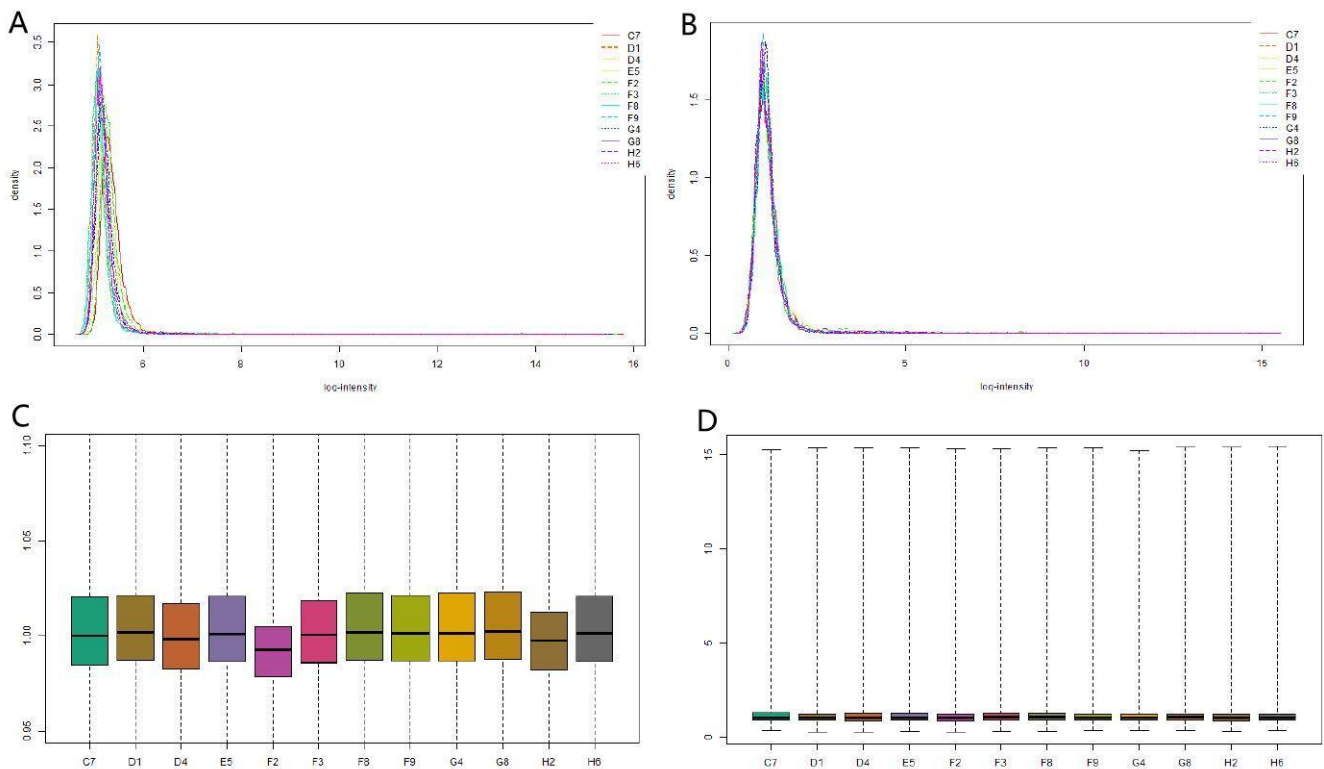 A
density
3.5
3.0
2.5
2.0
1.5
1.0
0.5
0.0
6
8
10
12
14
16
log-intensity
C7
D1
D4
E5
F2
F3
F8
F9
G4
G8
H2
H6
B
density
1.5
1.0
0.5
0.0
0
5
10
15
log-intensity
C7
D1
D4
E5
F2
F3
F8
F9
G4
G8
H2
H6
C
1.10
1.05
1.00
0.95
C7 D1 D4 E5 F2 F3 F8 F9 G4 G8 H2 H6
D
15
10
5
0
C7 D1 D4 E5 F2 F3 F8 F9 G4 G8 H2 H6